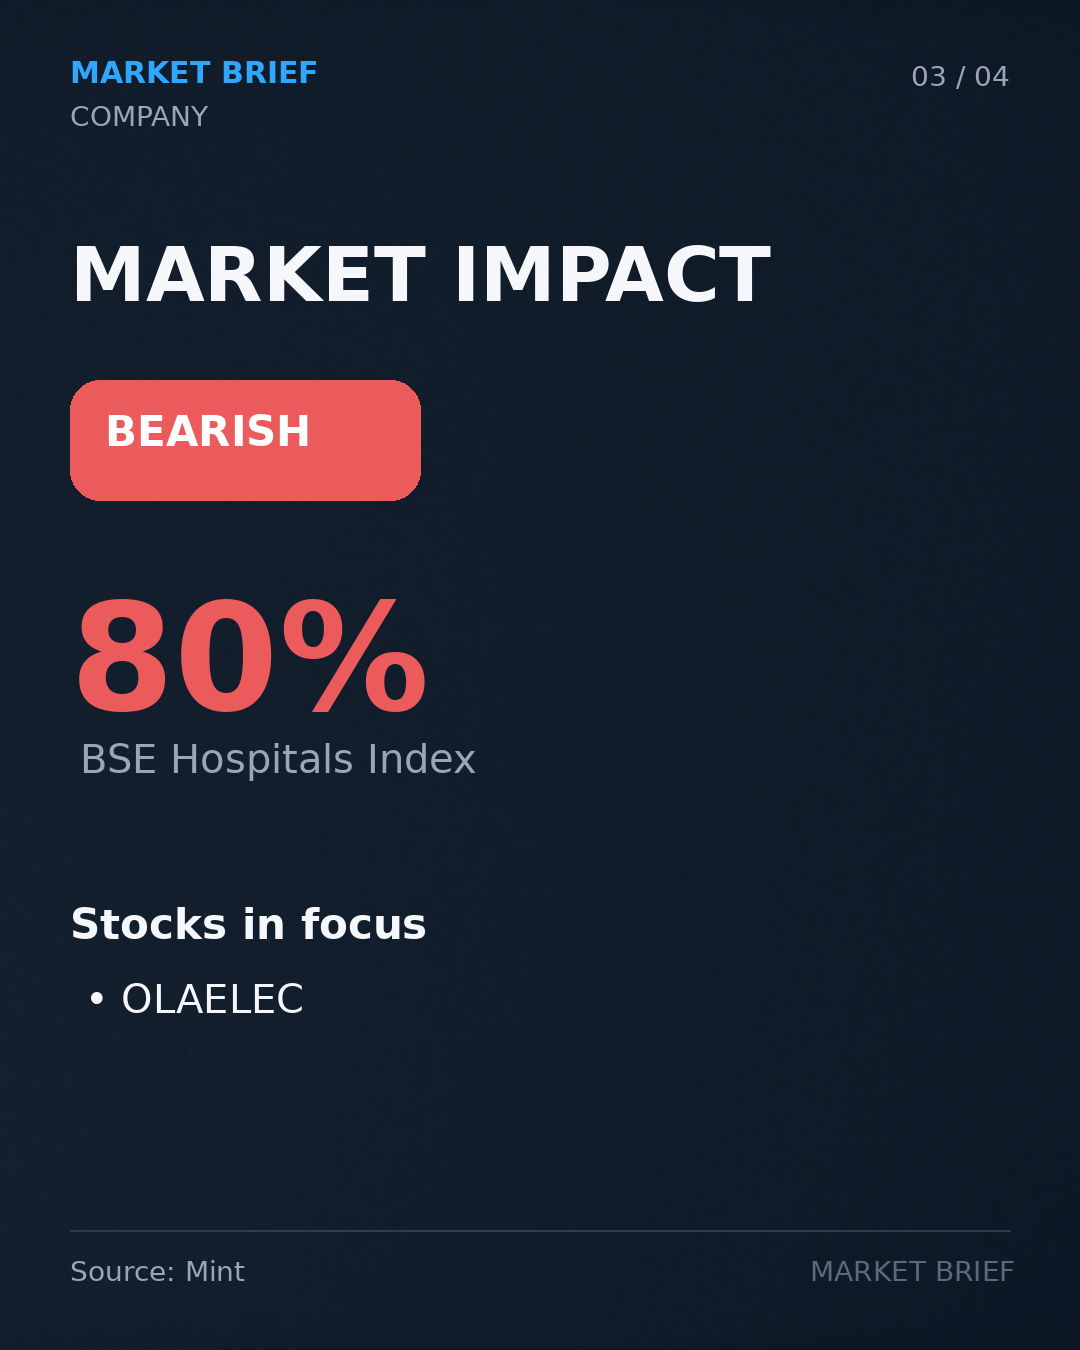 MARKET BRIEF
03 / 04
COMPANY
MARKET IMPACT
BEARISH
80%
BSE Hospitals Index
Stocks in focus
• OLAELEC
Source: Mint
MARKET BRIEF